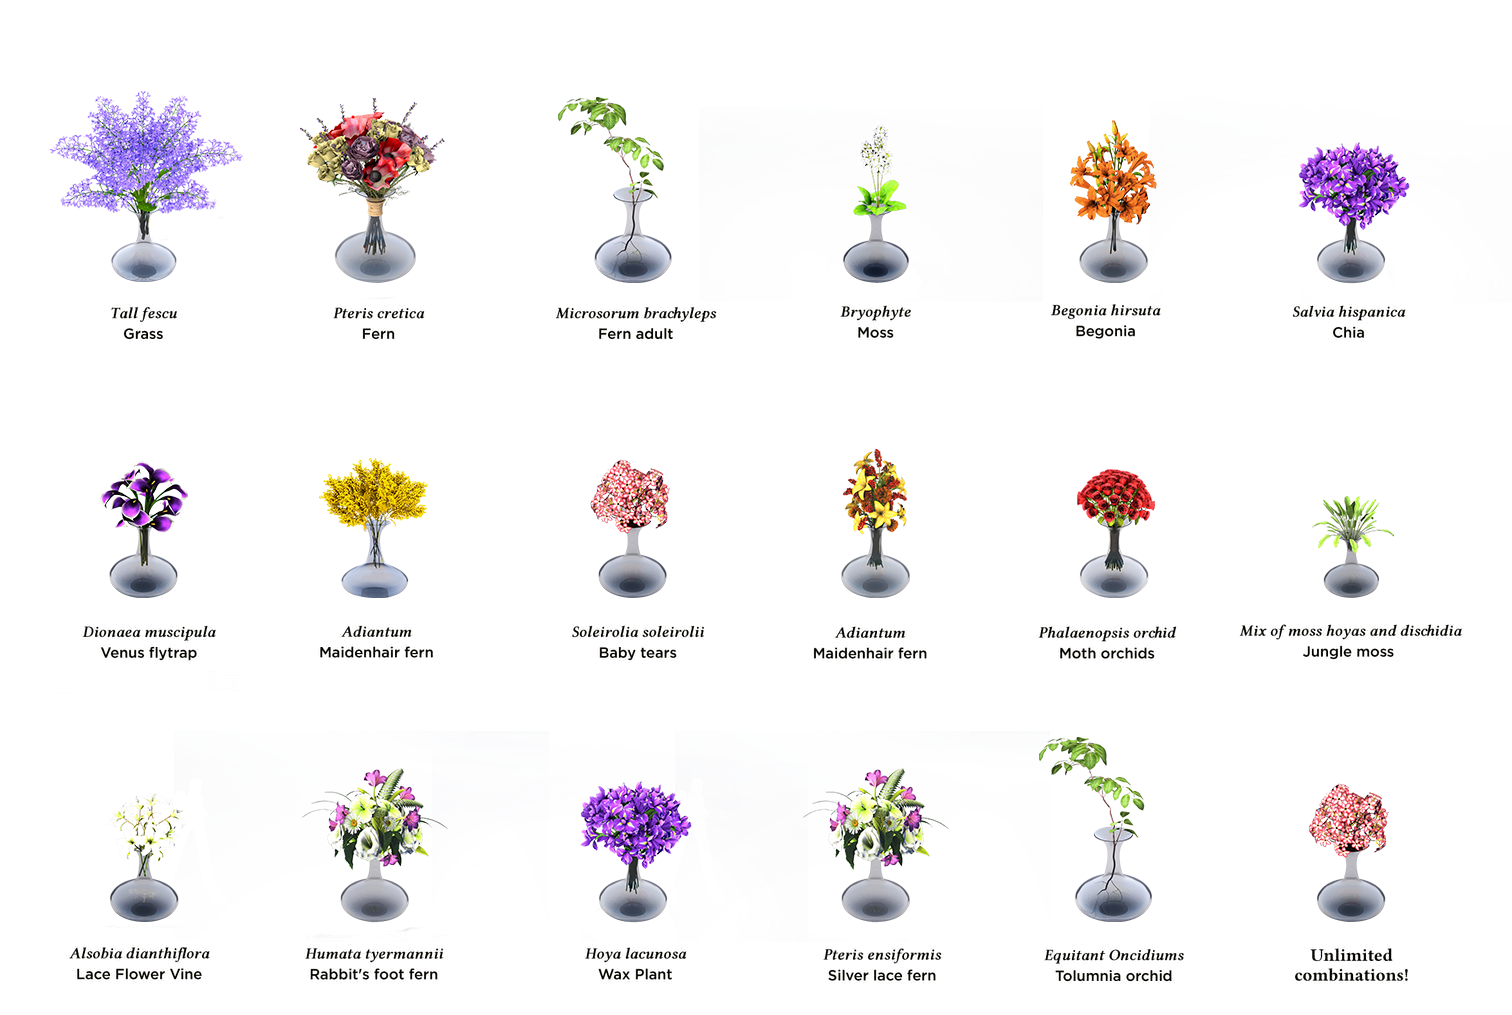 Tall fescu
Grass
Pteris cretica
Fern
Microsorum brachyleps
Fern adult
Bryophyte
Moss
Begonia hirsuta
Begonia
Salvia hispanica
Chia
Dionaea muscipula
Venus flytrap
Adiantum
Maidenhair fern
Soleirolia soleirolii
Baby tears
Adiantum
Maidenhair fern
Phalaenopsis orchid
Moth orchids
Mix of moss hoyas and dischidia
Jungle moss
Alsobia dianthiflora
Lace Flower Vine
Humata tyermannii
Rabbit's foot fern
Hoya lacunosa
Wax Plant
Pteris ensiformis
Silver lace fern
Equitant Oncidiums
Tolumnia orchid
Unlimited
combinations!